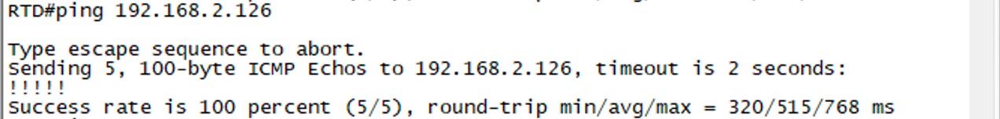 RTD#ping 192.168.2.126
Type escape sequence to abort.
Sending 5, 100-byte ICMP Echos to 192.168.2.126, timeout is 2 seconds:
!!!!!
Success rate is 100 percent (5/5), round-trip min/avg/max = 320/515/768 ms